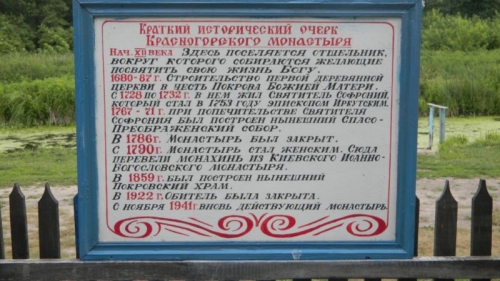 Краткий исторический очерк
Красногорского монастыря
Нач. XII века Здесь поселяется отшельник,
вокруг которого собираются желающие
посвятить свою жизнь Богу.
1680-87 г. Строительство первой деревянной
церкви в честь Покрова Божией Матери.
С 1728 по 1732 г. в нем жил Святитель Софроний,
который стал в 1753 году епископом Иркутским.
1767-71 г. при попечительстве Святителя
Софрония был построен нынешний Спасо-
Преображенский собор.
В 1786 г. Монастырь был закрыт.
С 1790 г. Монастырь стал женским. Сюда
перевели монахинь из Киевского Иоанно-
Богословского монастыря.
В 1859 г. был построен нынешний
Покровский храм.
В 1922 г. Обитель была закрыта.
С ноября 1941 г. вновь действующий монастырь.